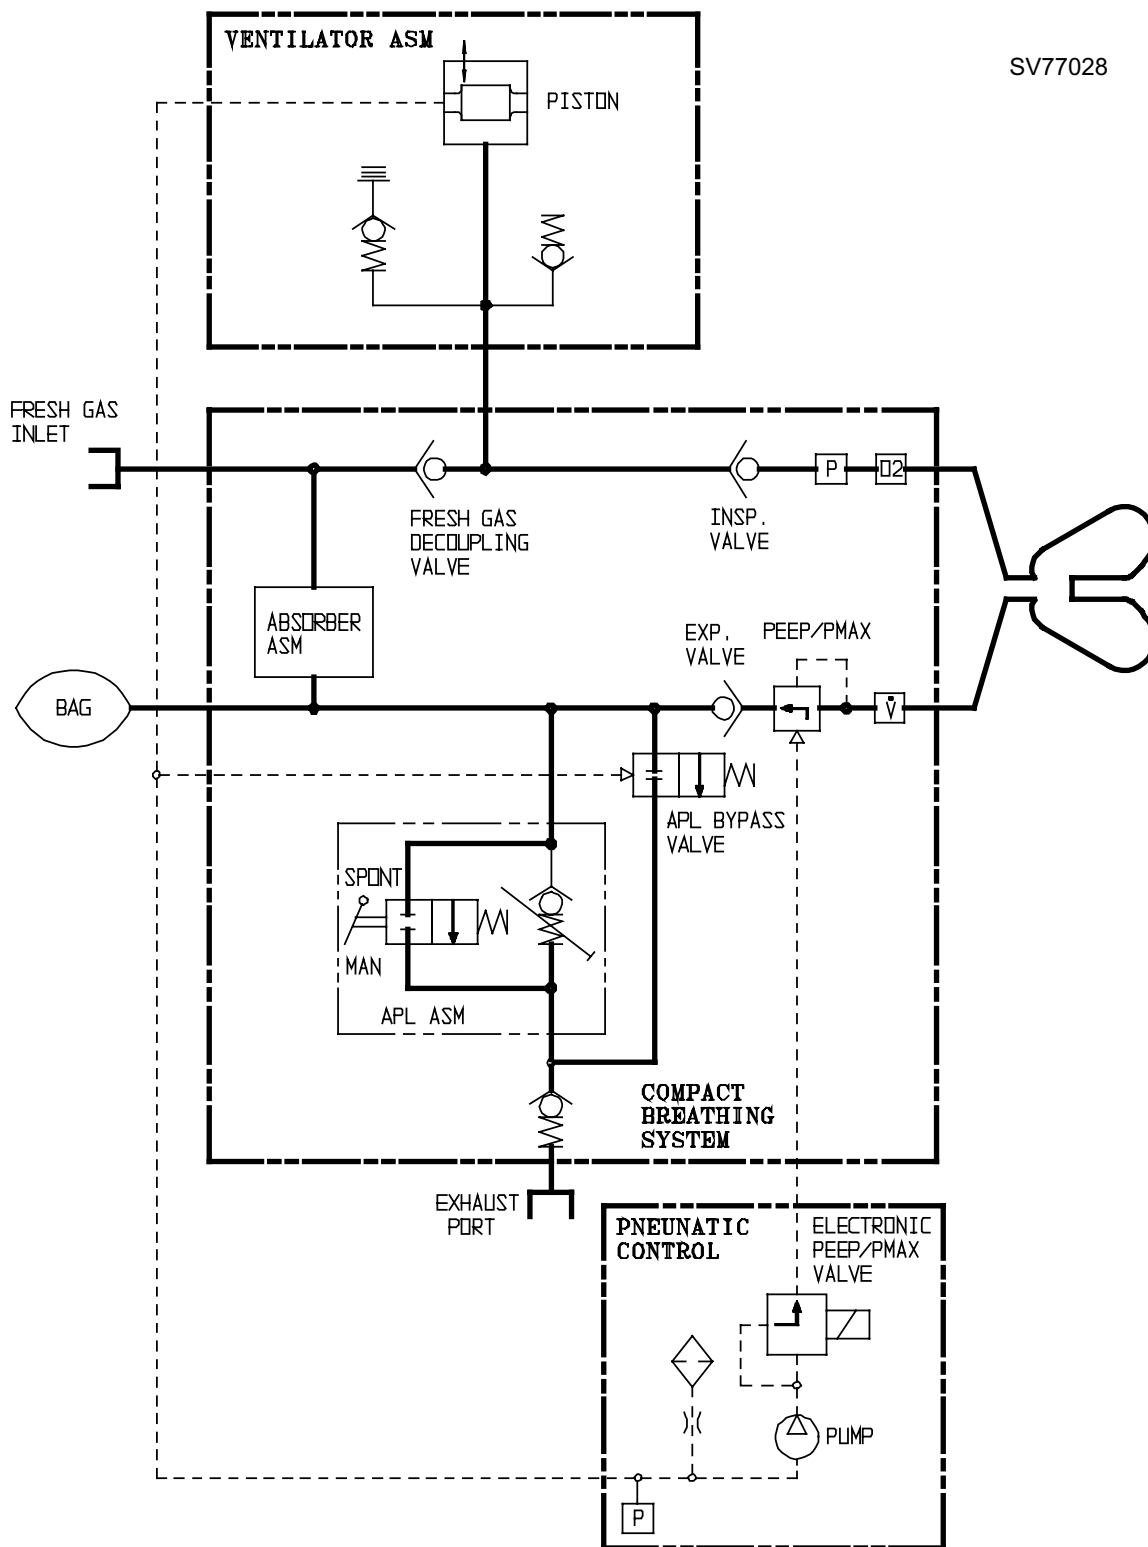 VENTILATOR ASM
SV77028
PISTON
FRESH GAS
INLET
P
O2
FRESH GAS
DECOUPLING
VALVE
INSP.
VALVE
ABSORBER
ASM
EXP.
VALVE
PEEP/PMAX
BAG
V̇
APL BYPASS
VALVE
SPONT
MAN
APL ASM
COMPACT
BREATHING
SYSTEM
EXHAUST
PORT
PNEUNATIC
CONTROL
ELECTRONIC
PEEP/PMAX
VALVE
PUMP
P